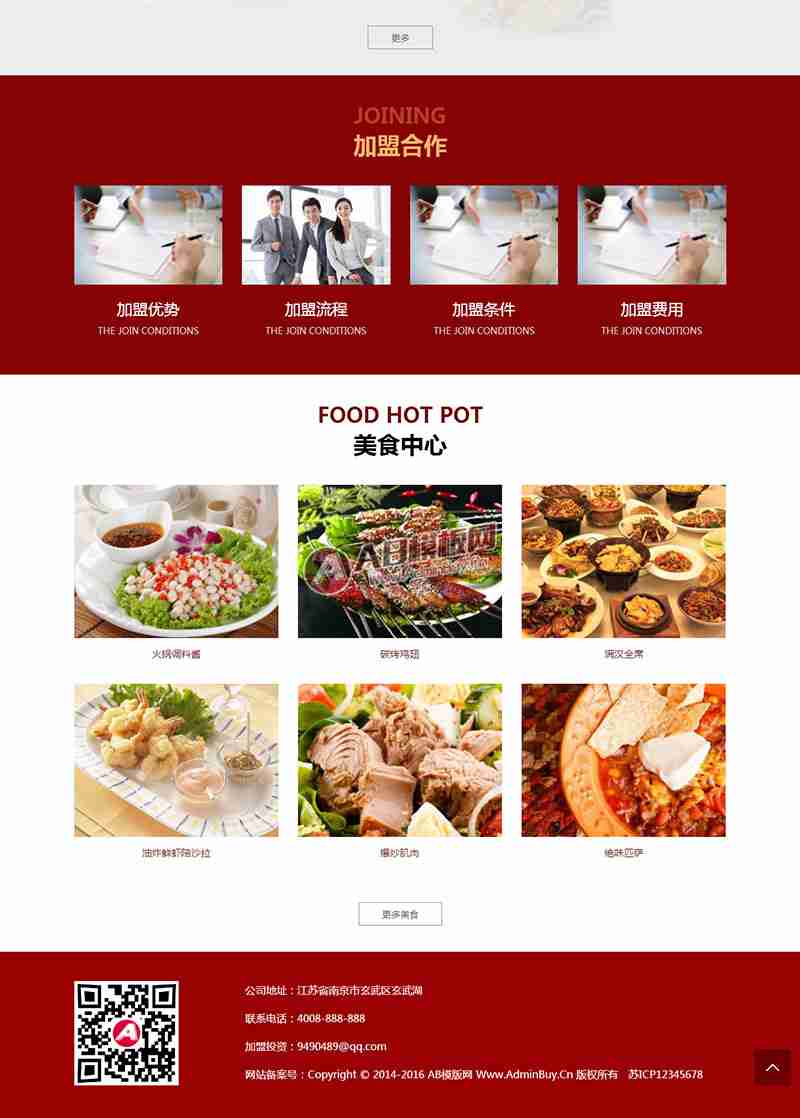 更多
JOINING
加盟合作
加盟优势
加盟流程
加盟条件
加盟费用
THE JOIN CONDITIONS
THE JOIN CONDITIONS
THE JOIN CONDITIONS
THE JOIN CONDITIONS
FOOD HOT POT
美食中心
AB模板网
Www.AdminBuy.Cn
火锅调料酱
碳烤鸡翅
满汉全席
油炸鲜虾陪沙拉
爆炒肌肉
绝味匹萨
更多美食
公司地址：江苏省南京市玄武区玄武湖
联系电话：4008-888-888
加盟投资：9490489@qq.com
网站备案号：Copyright © 2014-2016 AB模版网 Www.AdminBuy.Cn 版权所有 苏ICP12345678